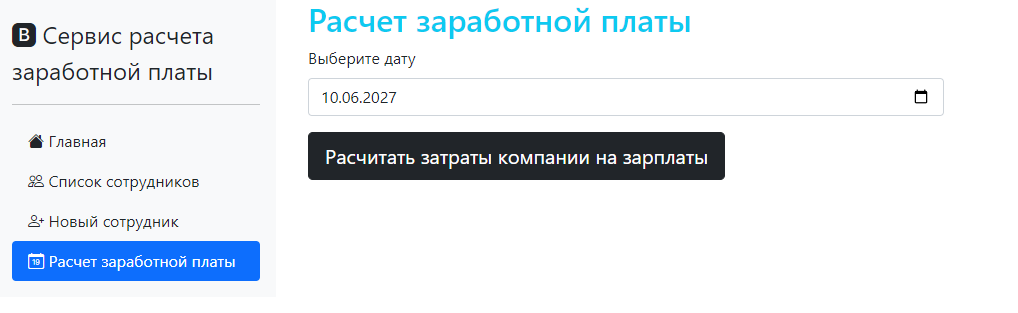 B Сервис расчета
заработной платы
Главная
Список сотрудников
Новый сотрудник
19 Расчет заработной платы
Расчет заработной платы
Выберите дату
10.06.2027
Расчитать затраты компании на зарплаты